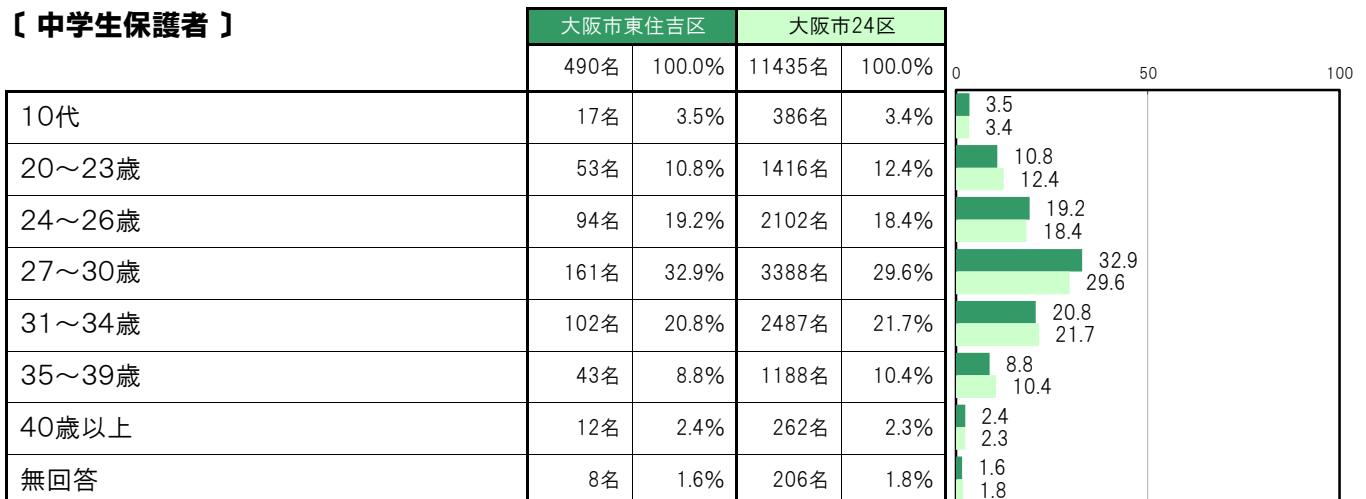 〔 中学生保護者 〕
大阪市東住吉区 大阪市24区
490名 100.0% 11435名 100.0%
0 50 100
10代 17名 3.5% 386名 3.4% 3.5
3.4
20～23歳 53名 10.8% 1416名 12.4% 10.8
12.4
24～26歳 94名 19.2% 2102名 18.4% 19.2
18.4
27～30歳 161名 32.9% 3388名 29.6% 32.9
29.6
31～34歳 102名 20.8% 2487名 21.7% 20.8
21.7
35～39歳 43名 8.8% 1188名 10.4% 8.8
10.4
40歳以上 12名 2.4% 262名 2.3% 2.4
2.3
無回答 8名 1.6% 206名 1.8% 1.6
1.8